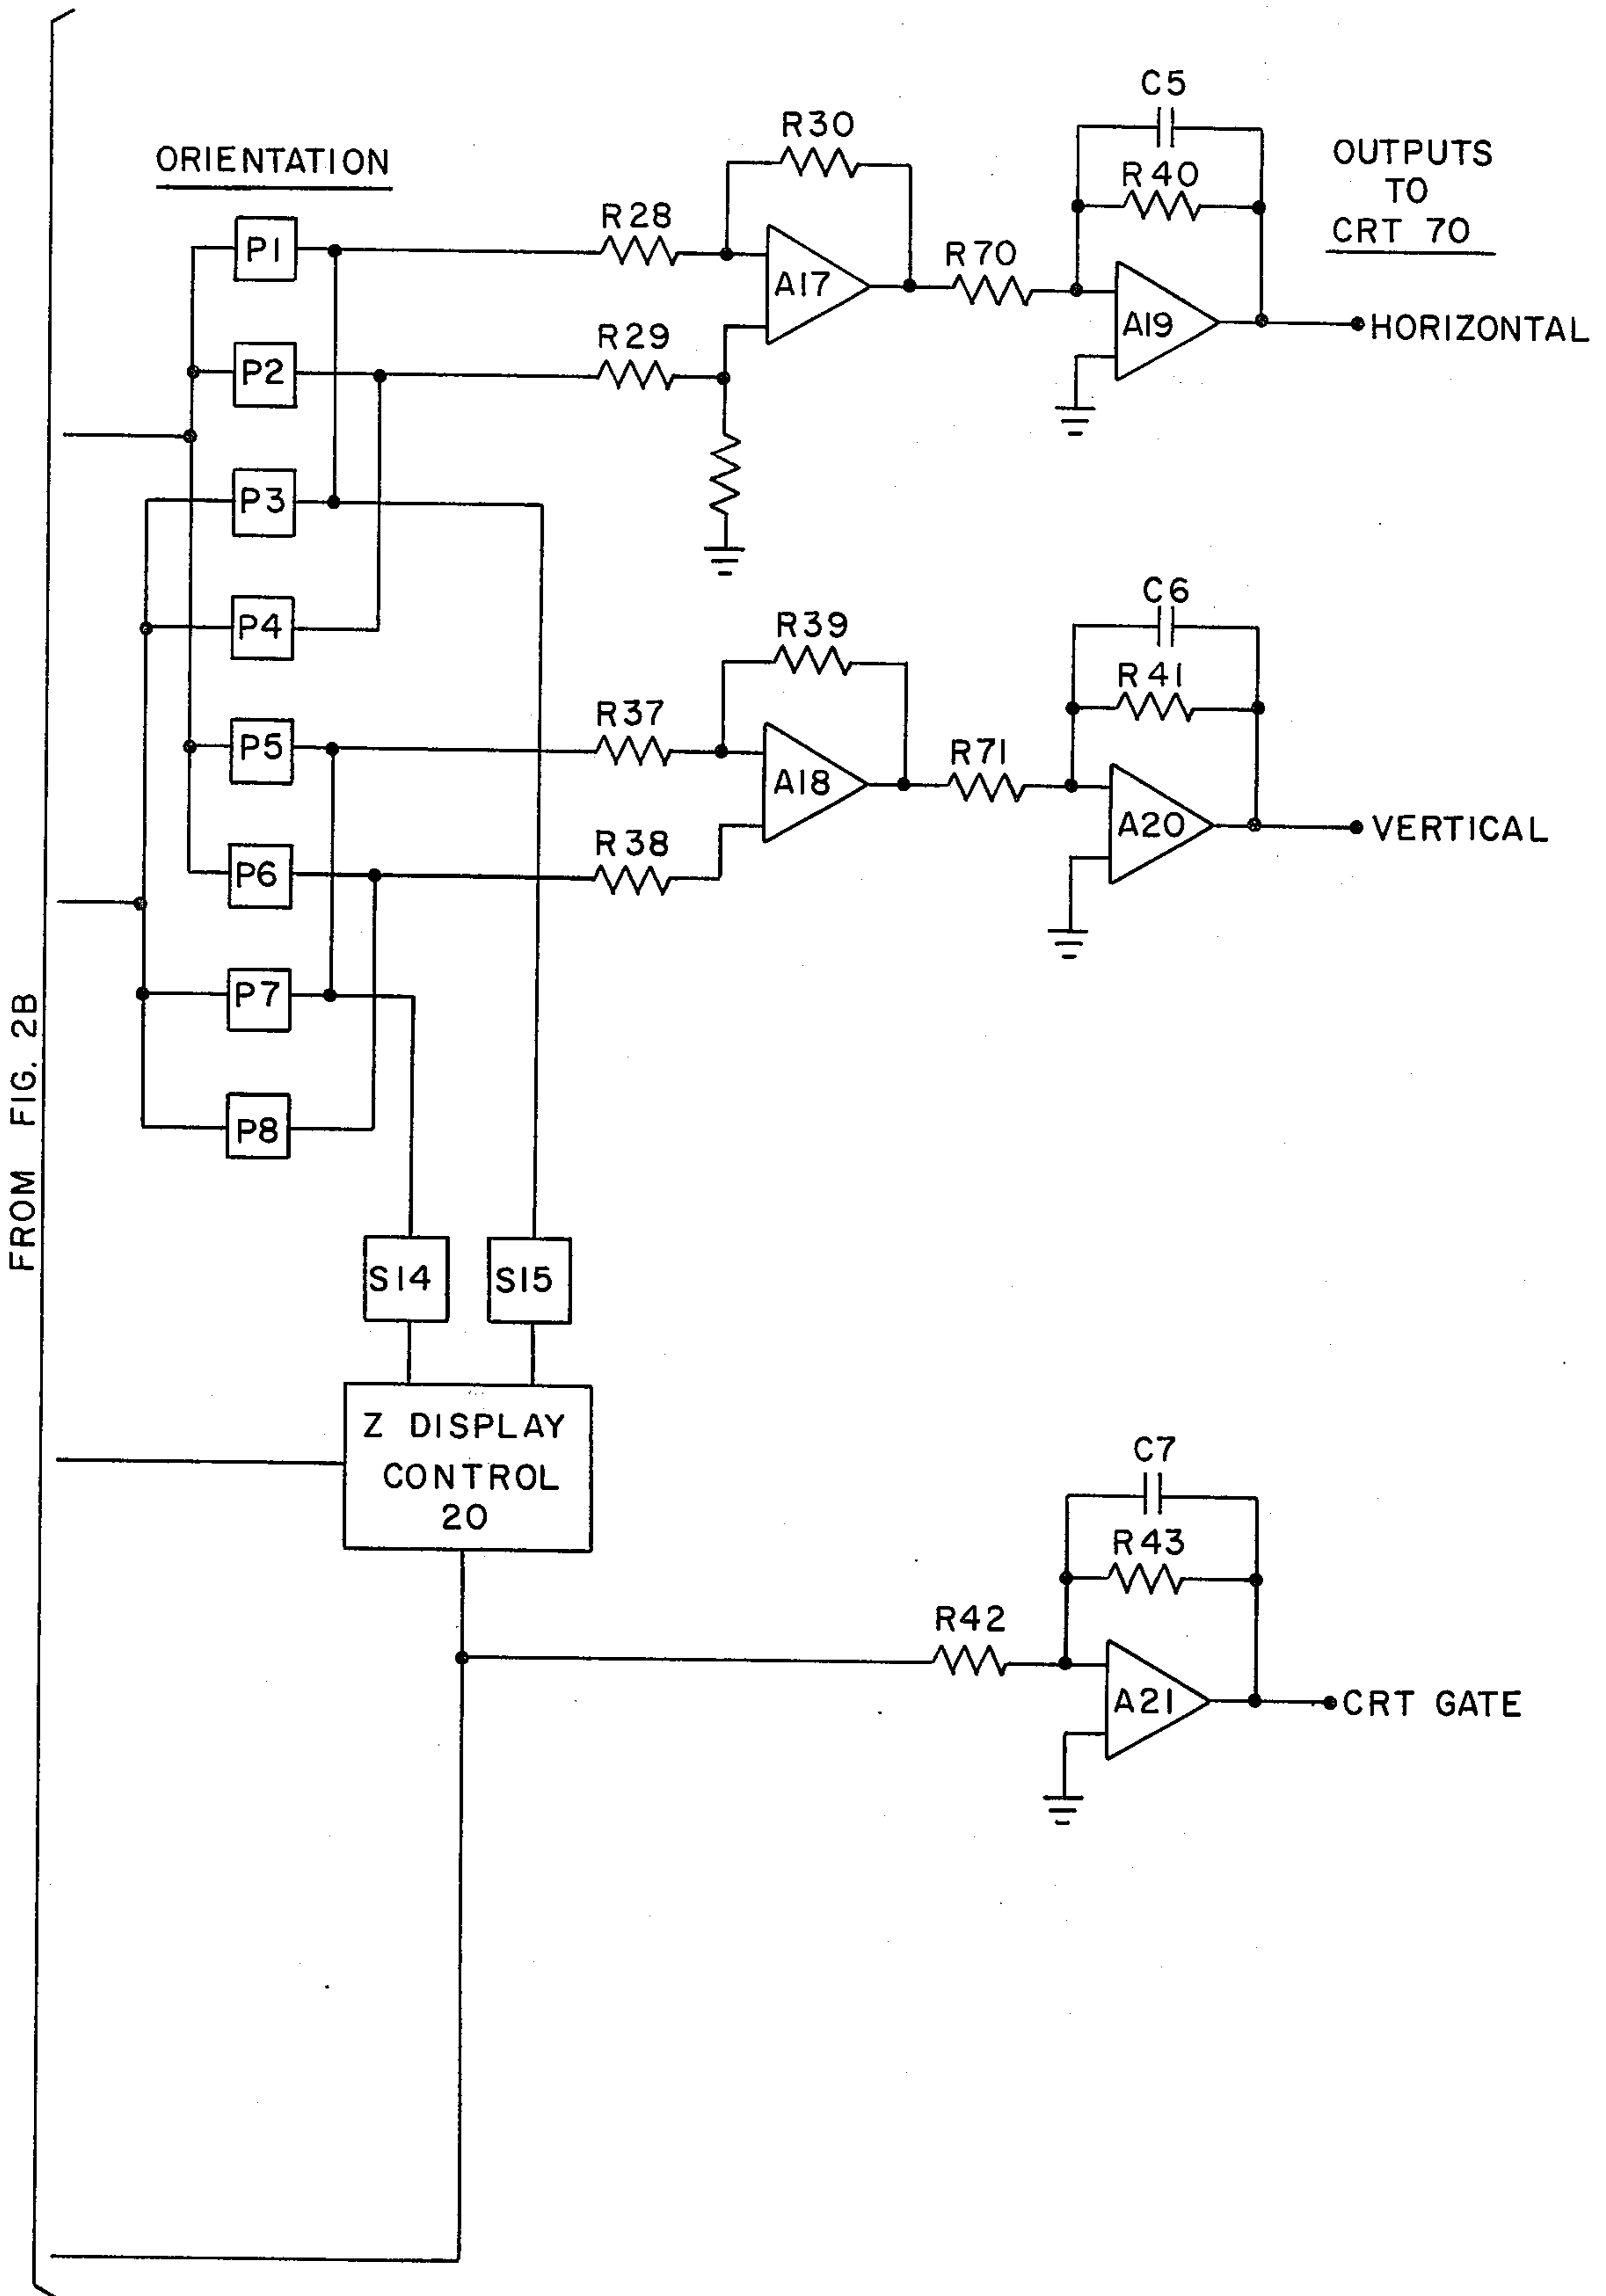 ORIENTATION
P1
P2
P3
P4
P5
P6
P7
P8
R28
R29
R30
A17
R70
C5
R40
A19
OUTPUTS
TO
CRT 70
HORIZONTAL
R37
R38
R39
A18
R71
C6
R41
A20
VERTICAL
FROM FIG. 2B
S14
S15
Z DISPLAY
CONTROL
20
R42
C7
R43
A21
CRT GATE